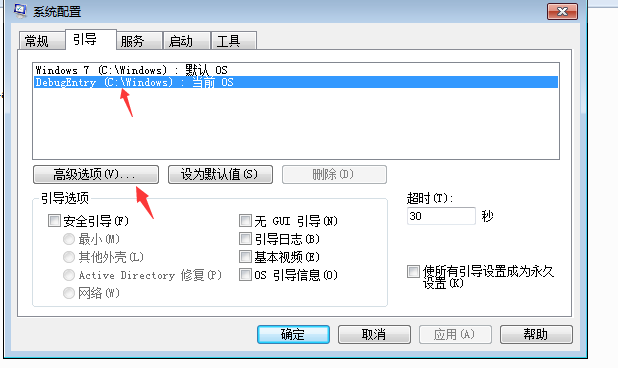 系统配置
常规 引导 服务 启动 工具
Windows 7 (C:\Windows) : 默认 OS
DebugEntry (C:\Windows) : 当前 OS
高级选项(V)... 设为默认值(S) 删除(D)
引导选项
超时(T):
安全引导(F) 无 GUI 引导(N)
30 秒
最小(M) 引导日志(B)
其他外壳(L) 基本视频(E)
Active Directory 修复(P) OS 引导信息(O)
使所有引导设置成为永久
设置(K)
网络(W)
确定 取消 应用(A) 帮助